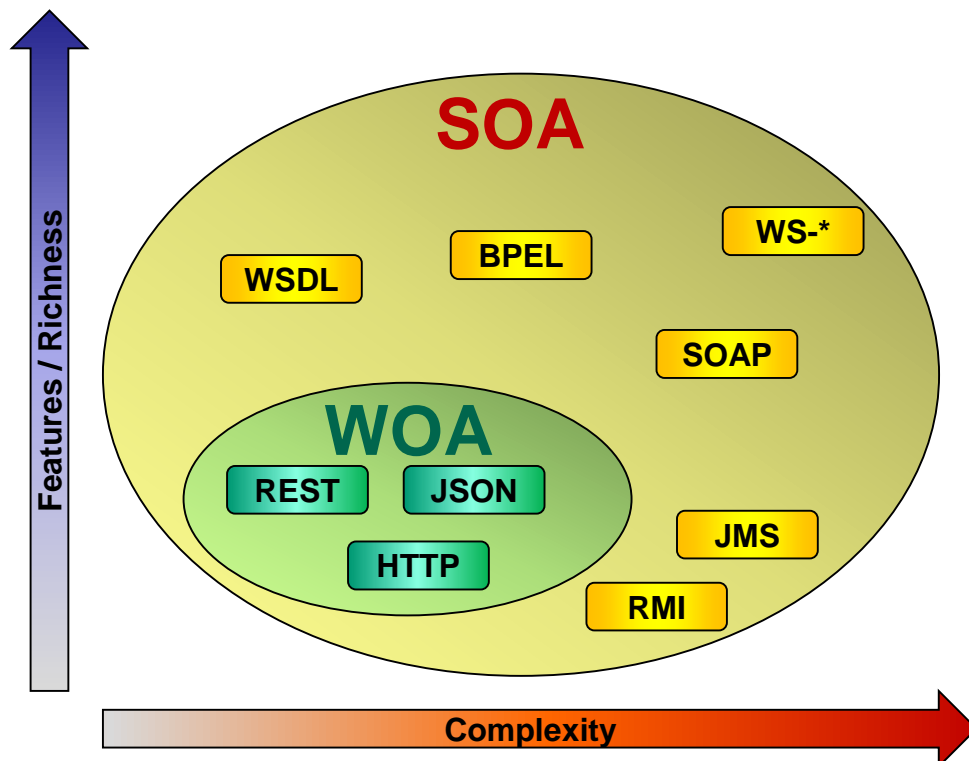 SOA
WS-*
BPEL
WSDL
SOAP
WOA
REST
JSON
JMS
HTTP
RMI
Features / Richness
Complexity